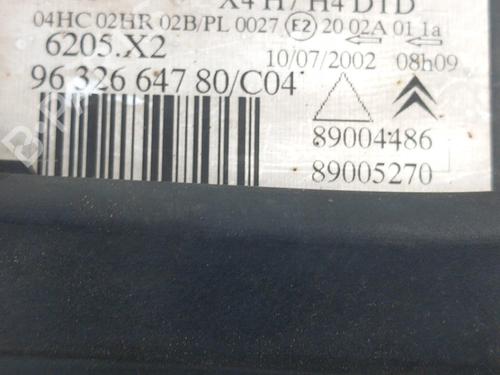 X4 H7 H4 DTD
04HC 02HR 02B/PL 0027 E2 20 02A 01 1a
6205.X2
10/07/2002 08h09
96 326 647 80/C04
89004486
89005270